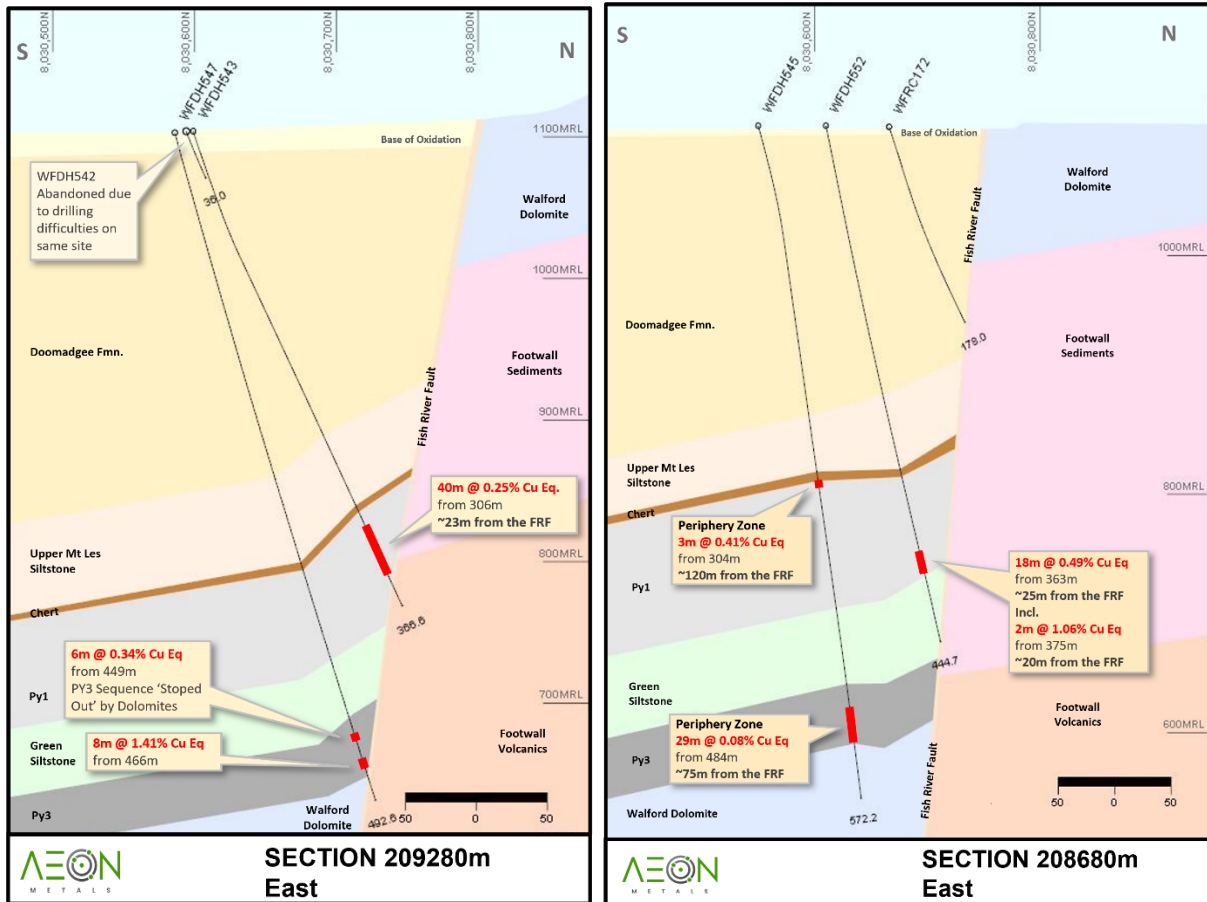 S
N
8,030,500N
8,030,600N
8,030,700N
8,030,800N
WFDH547
WFDH543
1100MRL
Base of Oxidation
WFDH542
Abandoned due
to drilling
difficulties on
same site
36.0
Walford
Dolomite
1000MRL
Doomadgee Fmn.
Footwall
Sediments
Fish River Fault
900MRL
40m @ 0.25% Cu Eq.
from 306m
~23m from the FRF
Upper Mt Les
Siltstone
800MRL
Chert
366.6
6m @ 0.34% Cu Eq
from 449m
PY3 Sequence ‘Stoped
Out’ by Dolomites
Py1
700MRL
Green
Siltstone
8m @ 1.41% Cu Eq
from 466m
Footwall
Volcanics
Py3
Walford
Dolomite
492.6
50
0
50
AEON
METALS
SECTION 209280m
East
S
N
8,030,600N
8,030,800N
WFDH545
WFDH552
WFRC172
Base of Oxidation
Fish River Fault
Walford
Dolomite
1000MRL
Doomadgee Fmn.
178.0
Footwall
Sediments
Upper Mt Les
Siltstone
Chert
800MRL
Periphery Zone
3m @ 0.41% Cu Eq
from 304m
~120m from the FRF
18m @ 0.49% Cu Eq
from 363m
~25m from the FRF
Incl.
2m @ 1.06% Cu Eq
from 375m
~20m from the FRF
Py1
444.7
Green
Siltstone
Periphery Zone
29m @ 0.08% Cu Eq
from 484m
~75m from the FRF
Footwall
Volcanics
600MRL
Py3
Walford Dolomite
572.2
Fish River Fault
50
0
50
AEON
METALS
SECTION 208680m
East